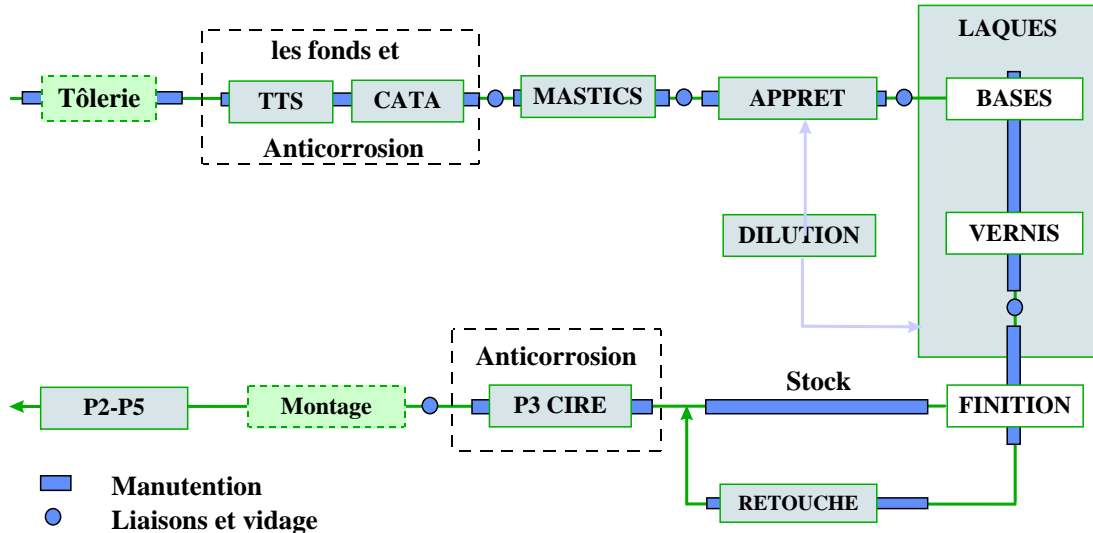 LAQUES
les fonds et
Tôlerie
TTS
CATA
MASTICS
APPRET
BASES
Anticorrosion
DILUTION
VERNIS
Anticorrosion
Stock
P2-P5
Montage
P3 CIRE
FINITION
Manutention
RETOUCHE
Liaisons et vidage